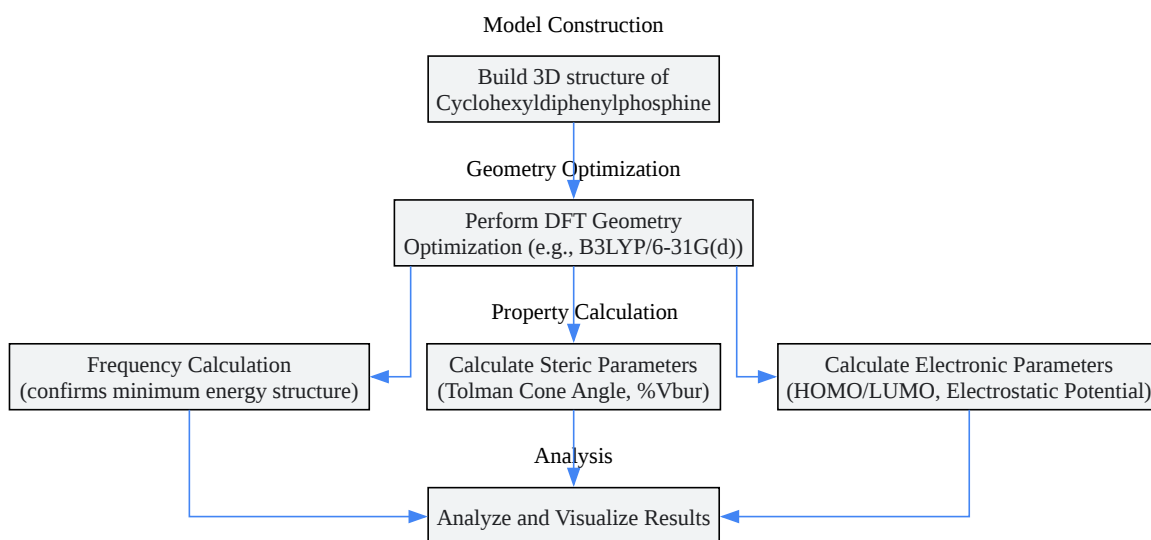 Model Construction
Build 3D structure of
Cyclohexyldiphenylphosphine
Geometry Optimization
Perform DFT Geometry
Optimization (e.g., B3LYP/6-31G(d))
Property Calculation
Frequency Calculation
(confirms minimum energy structure)
Calculate Steric Parameters
(Tolman Cone Angle, %Vbur)
Calculate Electronic Parameters
(HOMO/LUMO, Electrostatic Potential)
Analysis
Analyze and Visualize Results